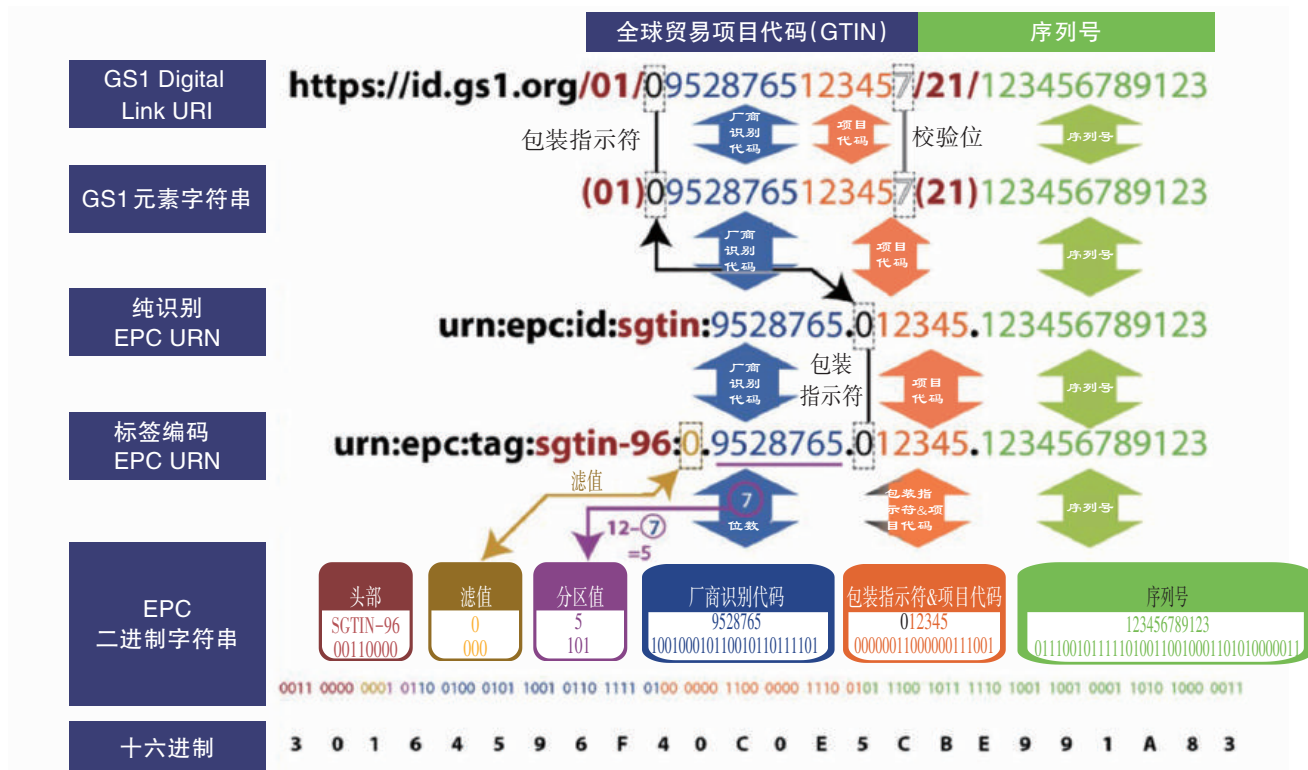 全球贸易项目代码(GTIN) 序列号
GS1 Digital
Link URI
https://id.gs1.org/01/09528765123457/21/123456789123
包装指示符
厂商
识别
代码
项目
代码
校验位
序列号
GS1元素字符串
(01)09528765123457(21)123456789123
厂商
识别
代码
项目
代码
序列号
纯识别
EPC URN
urn:epc:id:sgtin:9528765.012345.123456789123
厂商
识别
代码
包装
指示符
项目
代码
序列号
标签编码
EPC URN
urn:epc:tag:sgtin-96:0.9528765.012345.123456789123
滤值
12-⑦
=5
7
位数
包装指
示符&项
目代码
序列号
EPC
二进制字符串
头部
SGTIN-96
00110000
滤值
0
000
分区值
5
101
厂商识别代码
9528765
100100010110010110111101
包装指示符&项目代码
012345
00000011000000111001
序列号
123456789123
01110010111110100110010001101010000011
0011 0000 0001 0110 0100 0101 1001 0110 1111 0100 0000 1100 0000 1110 0101 1100 1011 1110 1001 1001 0001 1010 1000 0011
十六进制
3 0 1 6 4 5 9 6 F 4 0 C 0 E 5 C B E 9 9 1 A 8 3